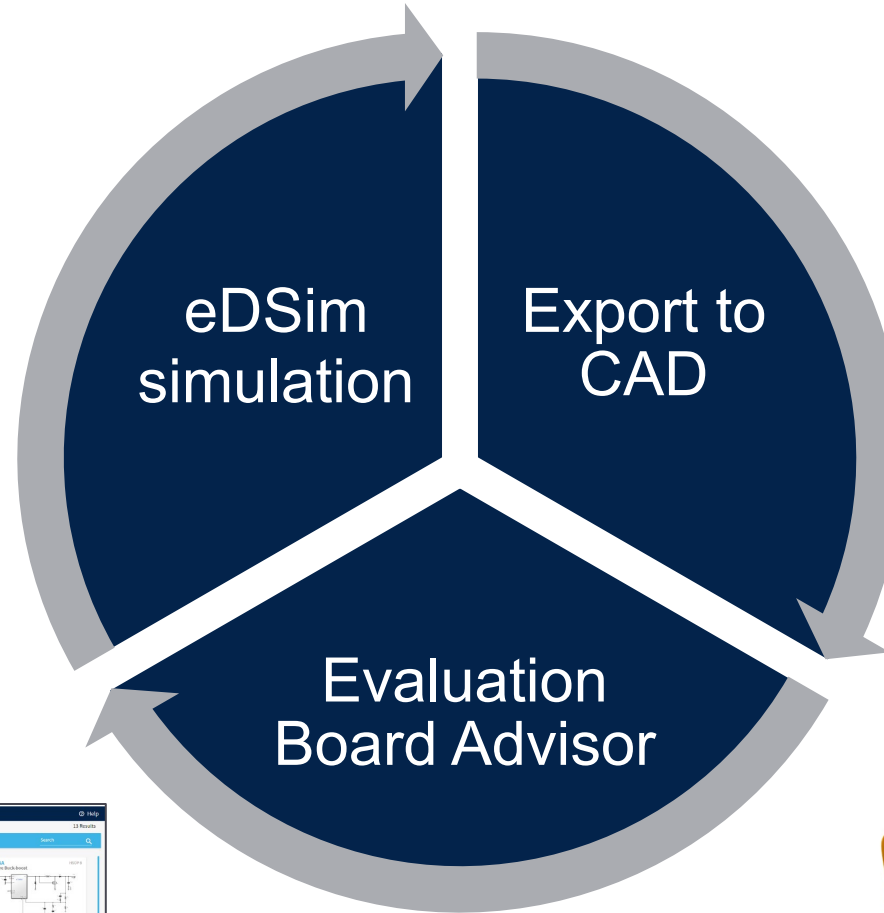 eDSim
simulation
Export to
CAD
Evaluation
Board Advisor
Help
13 Results
Search